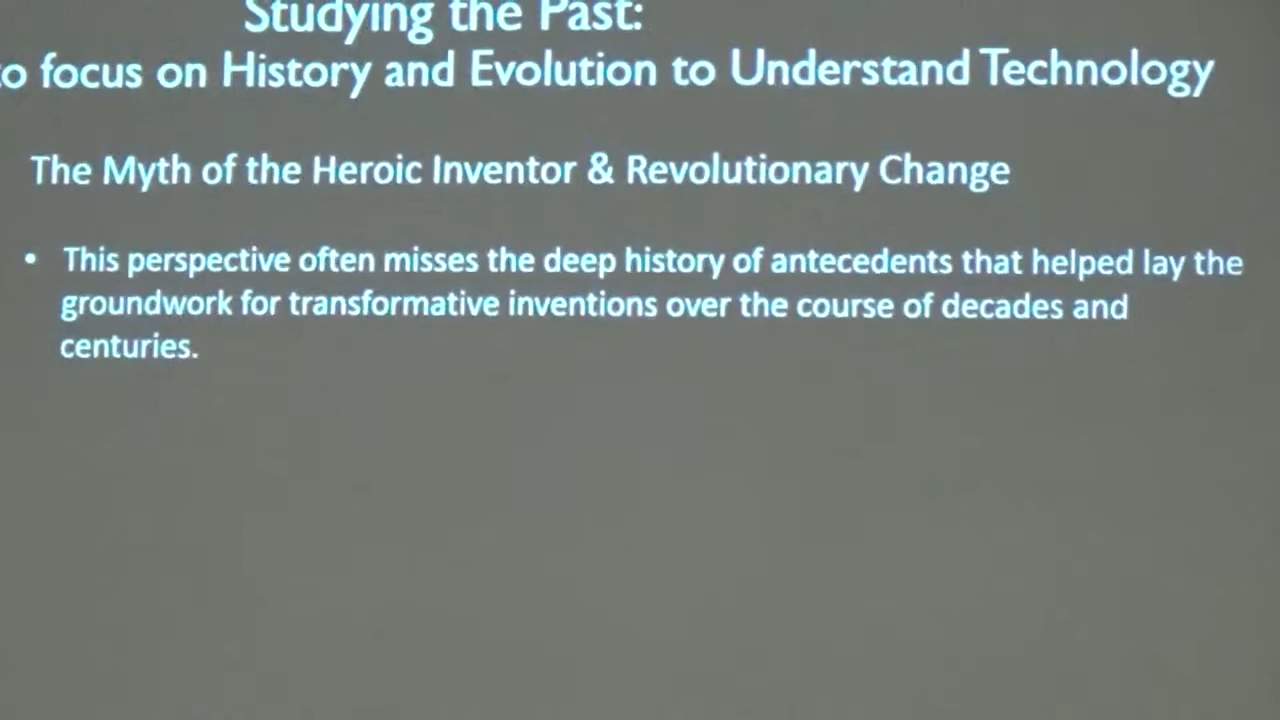 Studying the Past:
to focus on History and Evolution to Understand Technology
The Myth of the Heroic Inventor & Revolutionary Change
• This perspective often misses the deep history of antecedents that helped lay the
groundwork for transformative inventions over the course of decades and
centuries.